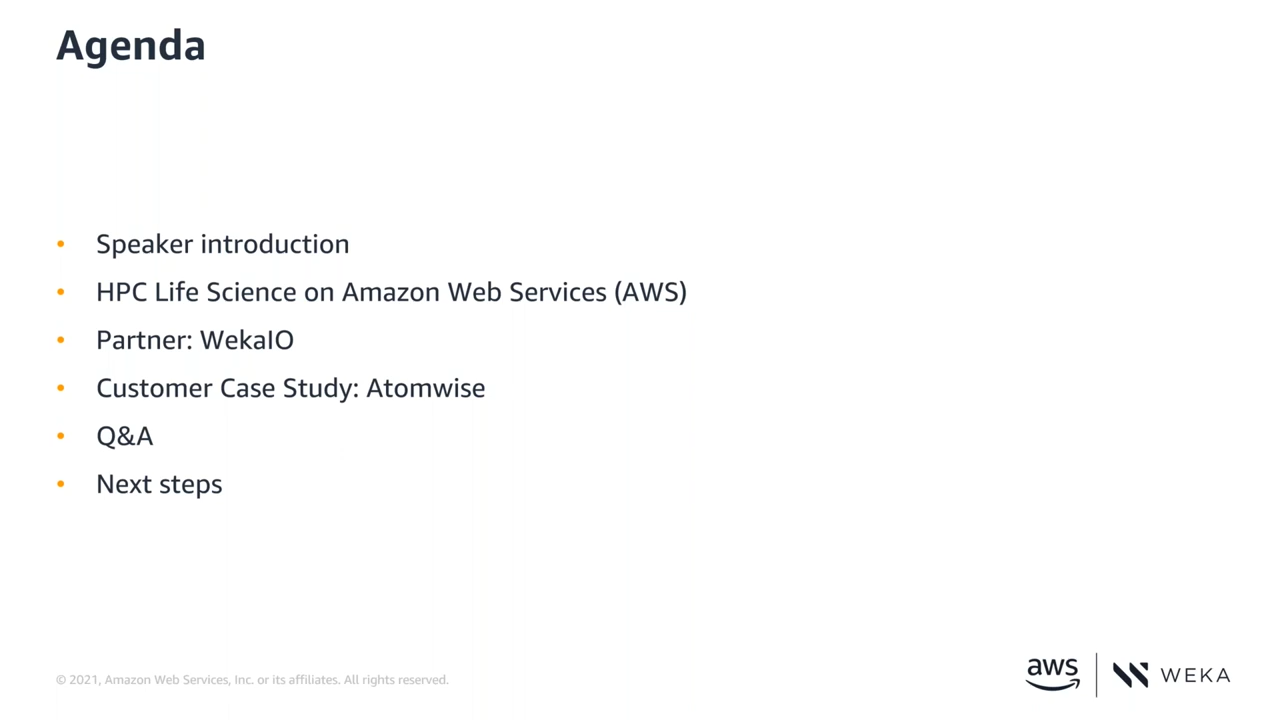 Agenda
• Speaker introduction
• HPC Life Science on Amazon Web Services (AWS)
• Partner: WekaIO
• Customer Case Study: Atomwise
• Q&A
• Next steps
© 2021, Amazon Web Services, Inc. or its affiliates. All rights reserved.
aws WEKA